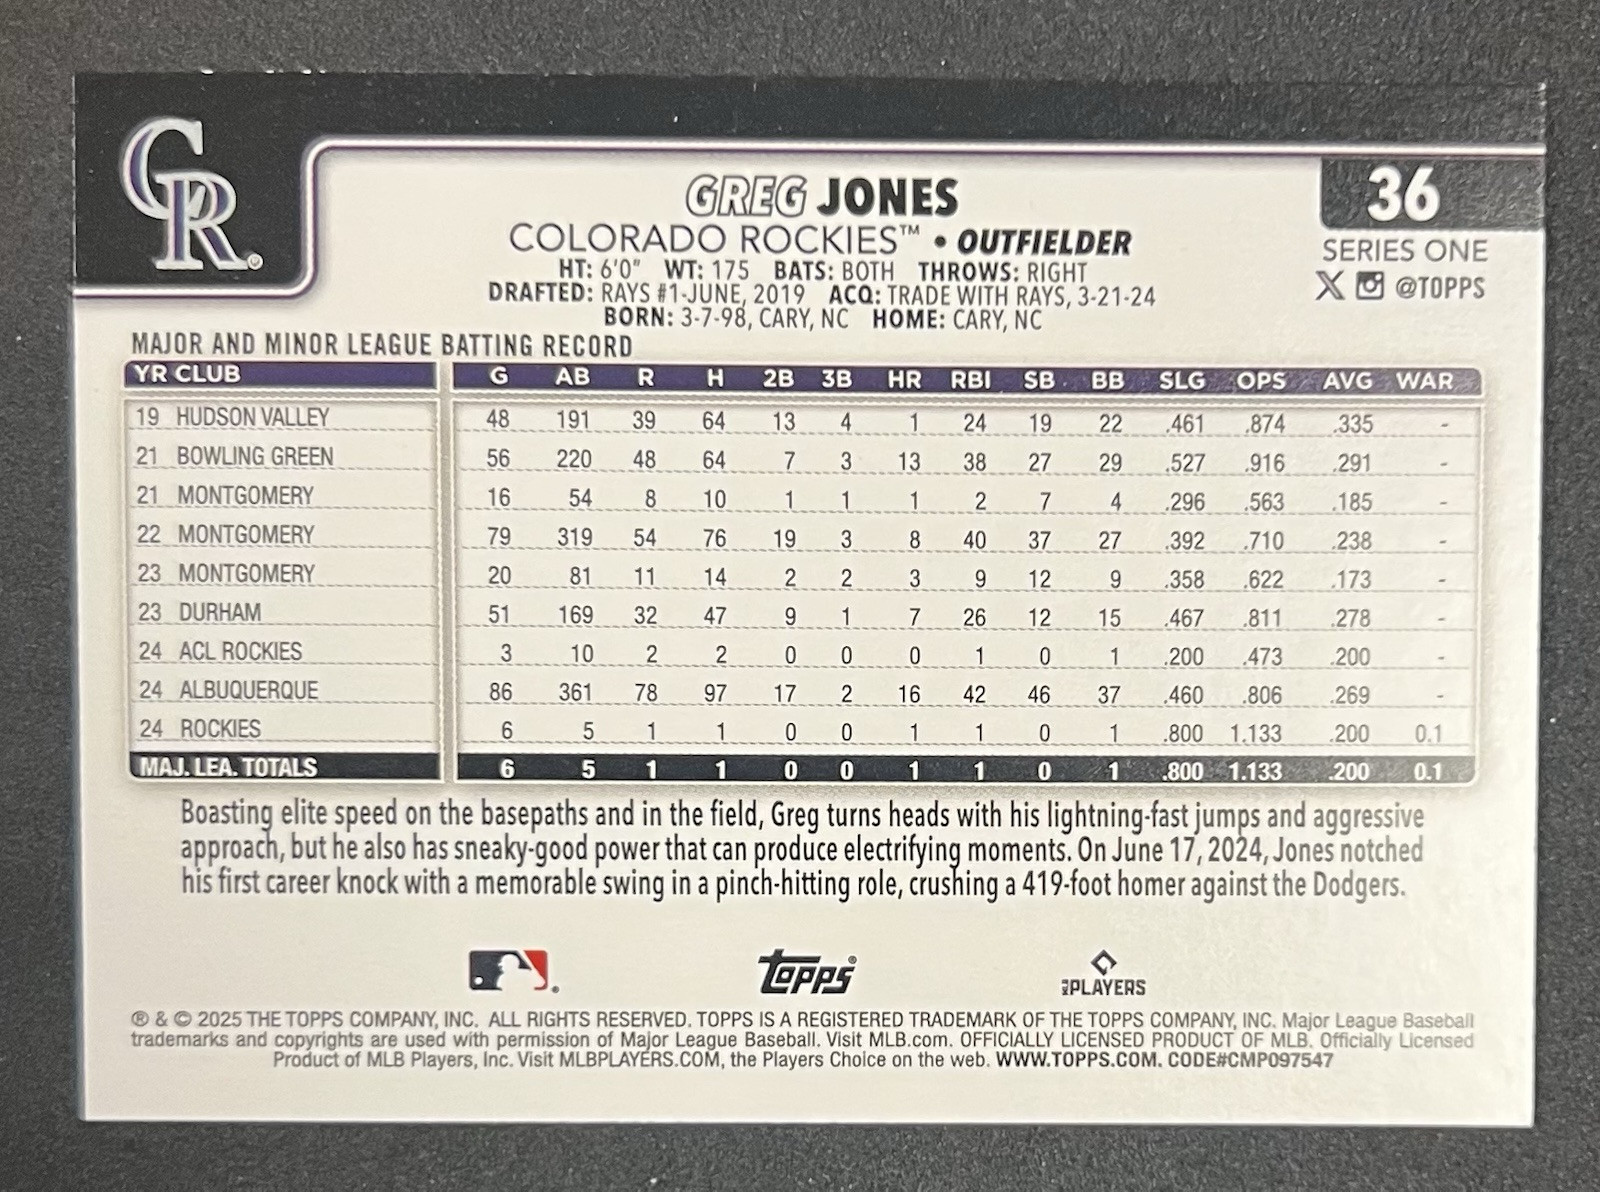 CR®
36
GREG JONES
SERIES ONE
COLORADO ROCKIES™ • OUTFIELDER
@TOPPS
HT: 6'0" WT: 175 BATS: BOTH THROWS: RIGHT
DRAFTED: RAYS #1-JUNE, 2019 ACQ: TRADE WITH RAYS, 3-21-24
BORN: 3-7-98, CARY, NC HOME: CARY, NC
MAJOR AND MINOR LEAGUE BATTING RECORD
YR CLUB G AB R H 2B 3B HR RBI SB BB SLG OPS AVG WAR
19 HUDSON VALLEY 48 191 39 64 13 4 1 24 19 22 .461 .874 .335 -
21 BOWLING GREEN 56 220 48 64 7 3 13 38 27 29 .527 .916 .291 -
21 MONTGOMERY 16 54 8 10 1 1 1 2 7 4 .296 .563 .185 -
22 MONTGOMERY 79 319 54 76 19 3 8 40 37 27 .392 .710 .238 -
23 MONTGOMERY 20 81 11 14 2 2 3 9 12 9 .358 .622 .173 -
23 DURHAM 51 169 32 47 9 1 7 26 12 15 .467 .811 .278 -
24 ACL ROCKIES 3 10 2 2 0 0 0 1 0 1 .200 .473 .200 -
24 ALBUQUERQUE 86 361 78 97 17 2 16 42 46 37 .460 .806 .269 -
24 ROCKIES 6 5 1 1 0 0 1 1 0 1 .800 1.133 .200 0.1
MAJ. LEA. TOTALS 6 5 1 1 0 0 1 1 0 1 .800 1.133 .200 0.1
Boasting elite speed on the basepaths and in the field, Greg turns heads with his lightning-fast jumps and aggressive
approach, but he also has sneaky-good power that can produce electrifying moments. On June 17, 2024, Jones notched
his first career knock with a memorable swing in a pinch-hitting role, crushing a 419-foot homer against the Dodgers.
topps® MLB PLAYERS
® & © 2025 THE TOPPS COMPANY, INC. ALL RIGHTS RESERVED. TOPPS IS A REGISTERED TRADEMARK OF THE TOPPS COMPANY, INC. Major League Baseball
trademarks and copyrights are used with permission of Major League Baseball. Visit MLB.com. OFFICIALLY LICENSED PRODUCT OF MLB. Officially Licensed
Product of MLB Players, Inc. Visit MLBPLAYERS.COM, the Players Choice on the web. WWW.TOPPS.COM. CODE#CMP097547